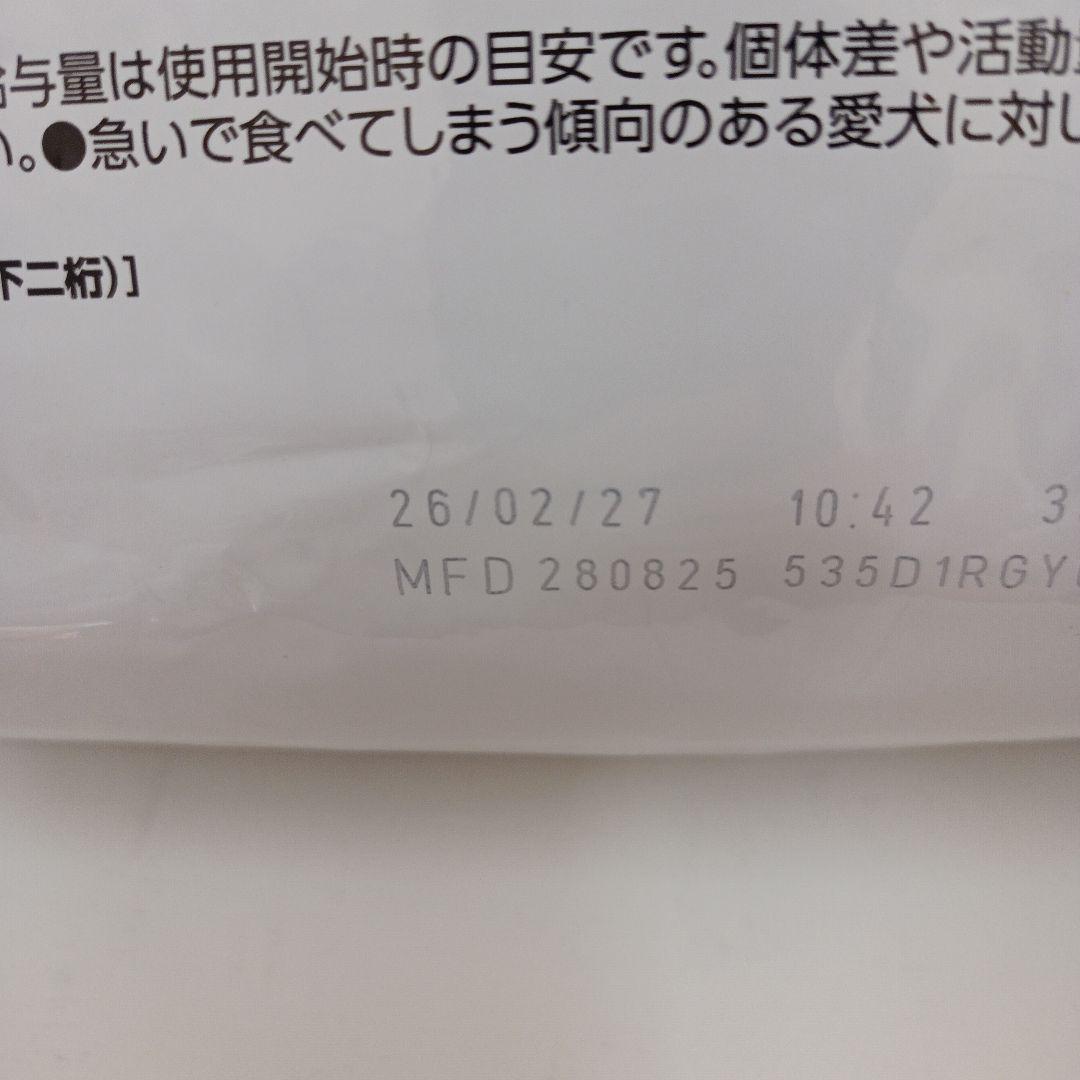 与量は使用開始時の目安です。個体差や活動
い。●急いで食べてしまう傾向のある愛犬に対し
下二桁)]
26/02/27 10:42 3
MFD 280825 535D1RGY